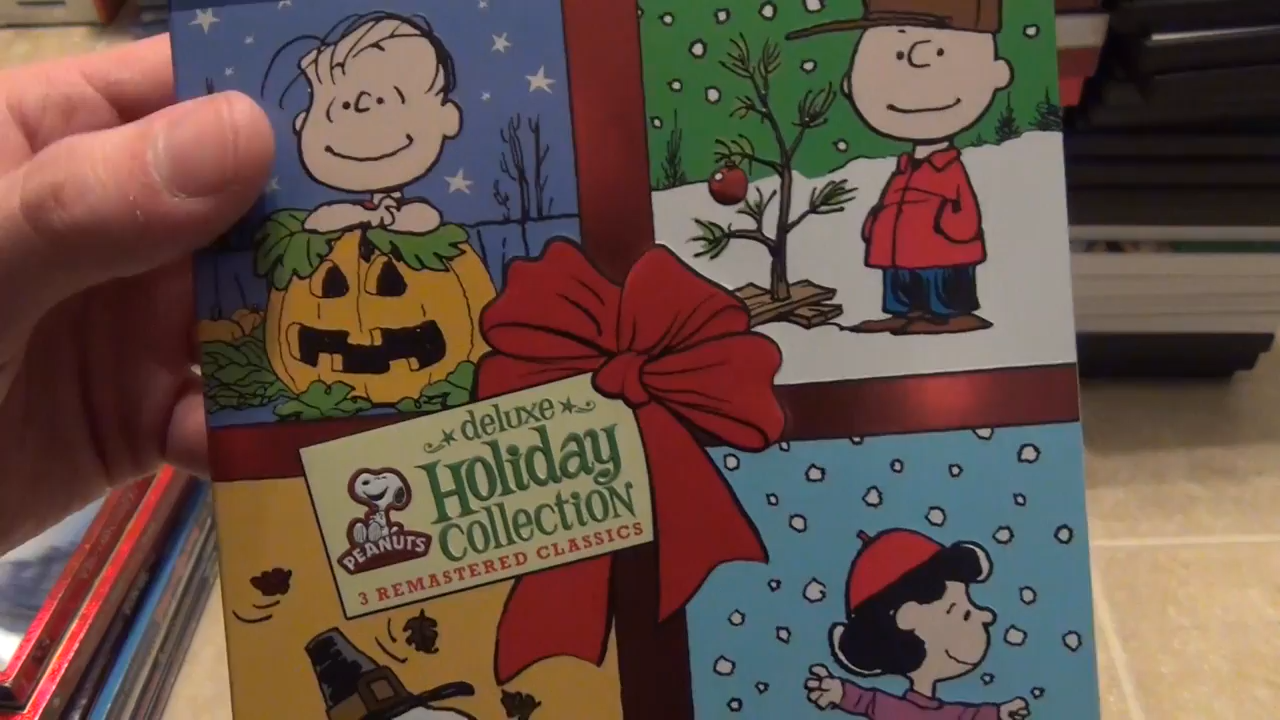 deluxe
Holiday
Collection
PEANUTS
3 REMASTERED CLASSICS